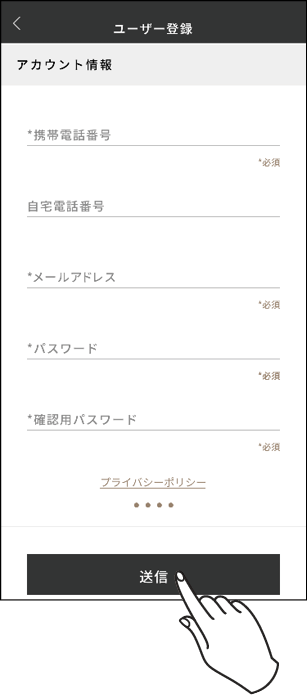 ユーザー登録
アカウント情報
*携帯電話番号
*必須
自宅電話番号
*メールアドレス
*必須
*パスワード
*必須
*確認用パスワード
*必須
プライバシーポリシー
送信